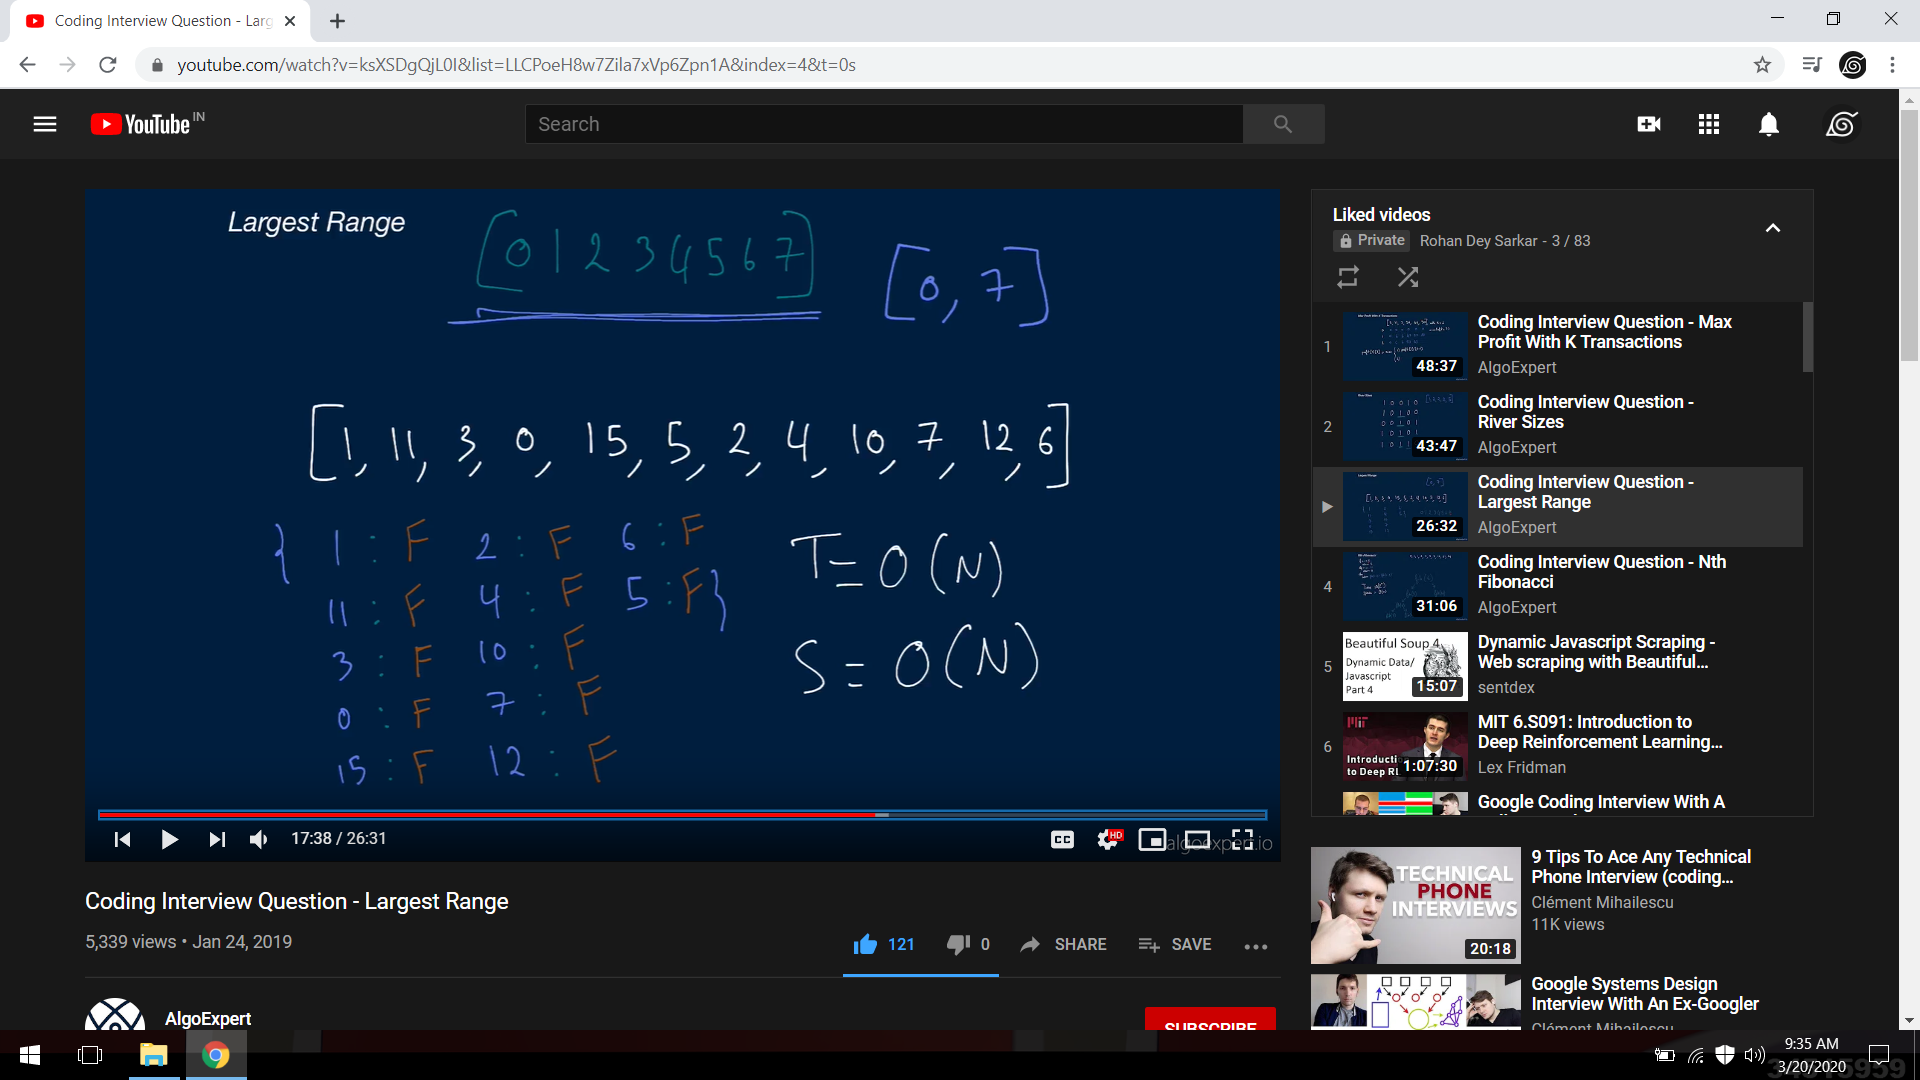 Coding Interview Question - Larg
youtube.com/watch?v=ksXSDgQjL0I&list=LLCPoeH8w7Zila7xVp6Zpn1A&index=4&t=0s
YouTube IN
Search
Largest Range
[0 1 2 3 4 5 6 7]
[0, 7]
[1, 11, 3, 0, 15, 5, 2, 4, 10, 7, 12, 6]
{ 1 : F 2 : F 6 : F
11 : F 4 : F 5 : F }
3 : F 10 : F
0 : F 7 : F
15 : F 12 : F
T = O(N)
S = O(N)
17:38 / 26:31
CC
HD
algoexpert.io
Coding Interview Question - Largest Range
5,339 views • Jan 24, 2019
121
0
SHARE
SAVE
AlgoExpert
SUBSCRIBE
Liked videos
Private Rohan Dey Sarkar - 3 / 83
1
48:37
Coding Interview Question - Max
Profit With K Transactions
AlgoExpert
2
43:47
Coding Interview Question -
River Sizes
AlgoExpert
26:32
Coding Interview Question -
Largest Range
AlgoExpert
4
31:06
Coding Interview Question - Nth
Fibonacci
AlgoExpert
5
Beautiful Soup 4
Dynamic Data/
Javascript
Part 4
15:07
Dynamic Javascript Scraping -
Web scraping with Beautiful...
sentdex
6
MIT
Introducti
to Deep RL
1:07:30
MIT 6.S091: Introduction to
Deep Reinforcement Learning...
Lex Fridman
Google Coding Interview With A
TECHNICAL
PHONE
INTERVIEWS
20:18
9 Tips To Ace Any Technical
Phone Interview (coding...
Clément Mihailescu
11K views
Google Systems Design
Interview With An Ex-Googler
Clément Mihailescu
9:35 AM
3/20/2020